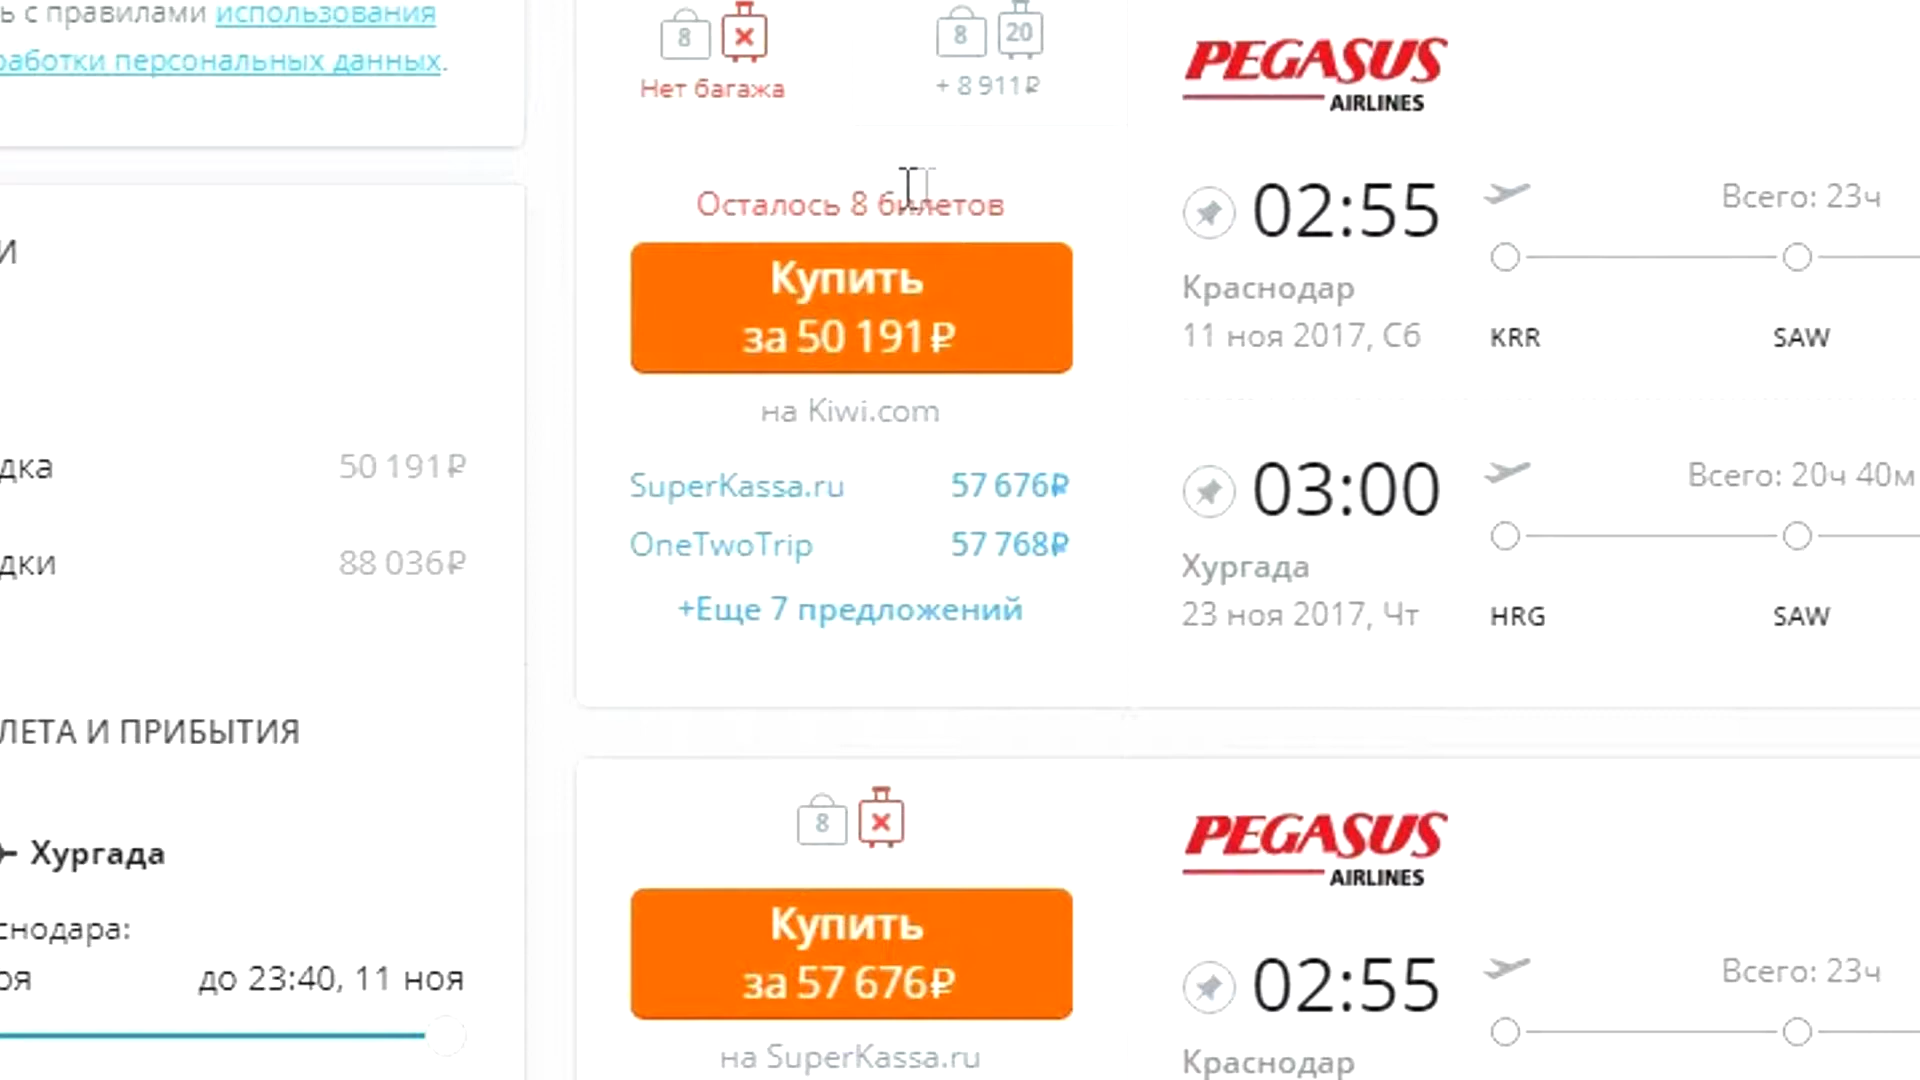 ь с правилами использования
работки персональных данных.
И
дка 50 191₽
дки 88 036₽
ЛЕТА И ПРИБЫТИЯ
Хургада
снодара:
оя до 23:40, 11 ноя
8 20
Нет багажа + 8 911₽
Осталось 8 билетов
Купить
за 50 191₽
на Kiwi.com
SuperKassa.ru 57 676₽
OneTwoTrip 57 768₽
+Еще 7 предложений
8
PEGASUS
AIRLINES
02:55 Всего: 23ч
Краснодар
11 ноя 2017, Сб KRR SAW
03:00 Всего: 20ч 40м
Хургада
23 ноя 2017, Чт HRG SAW
8
Купить
за 57 676₽
на SuperKassa.ru
PEGASUS
AIRLINES
02:55 Всего: 23ч
Краснодар